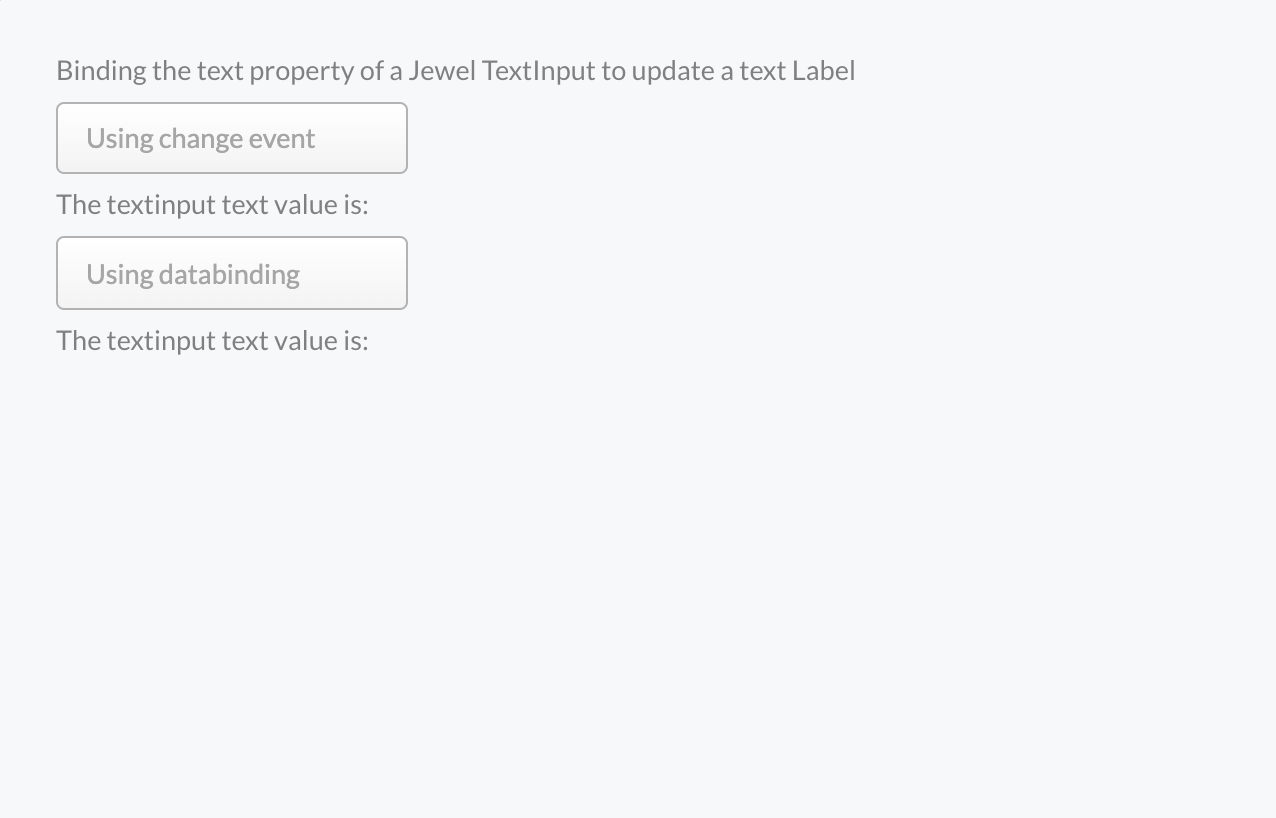 Binding the text property of a Jewel TextInput to update a text Label
Using change event
The textinput text value is:
Using databinding
The textinput text value is: